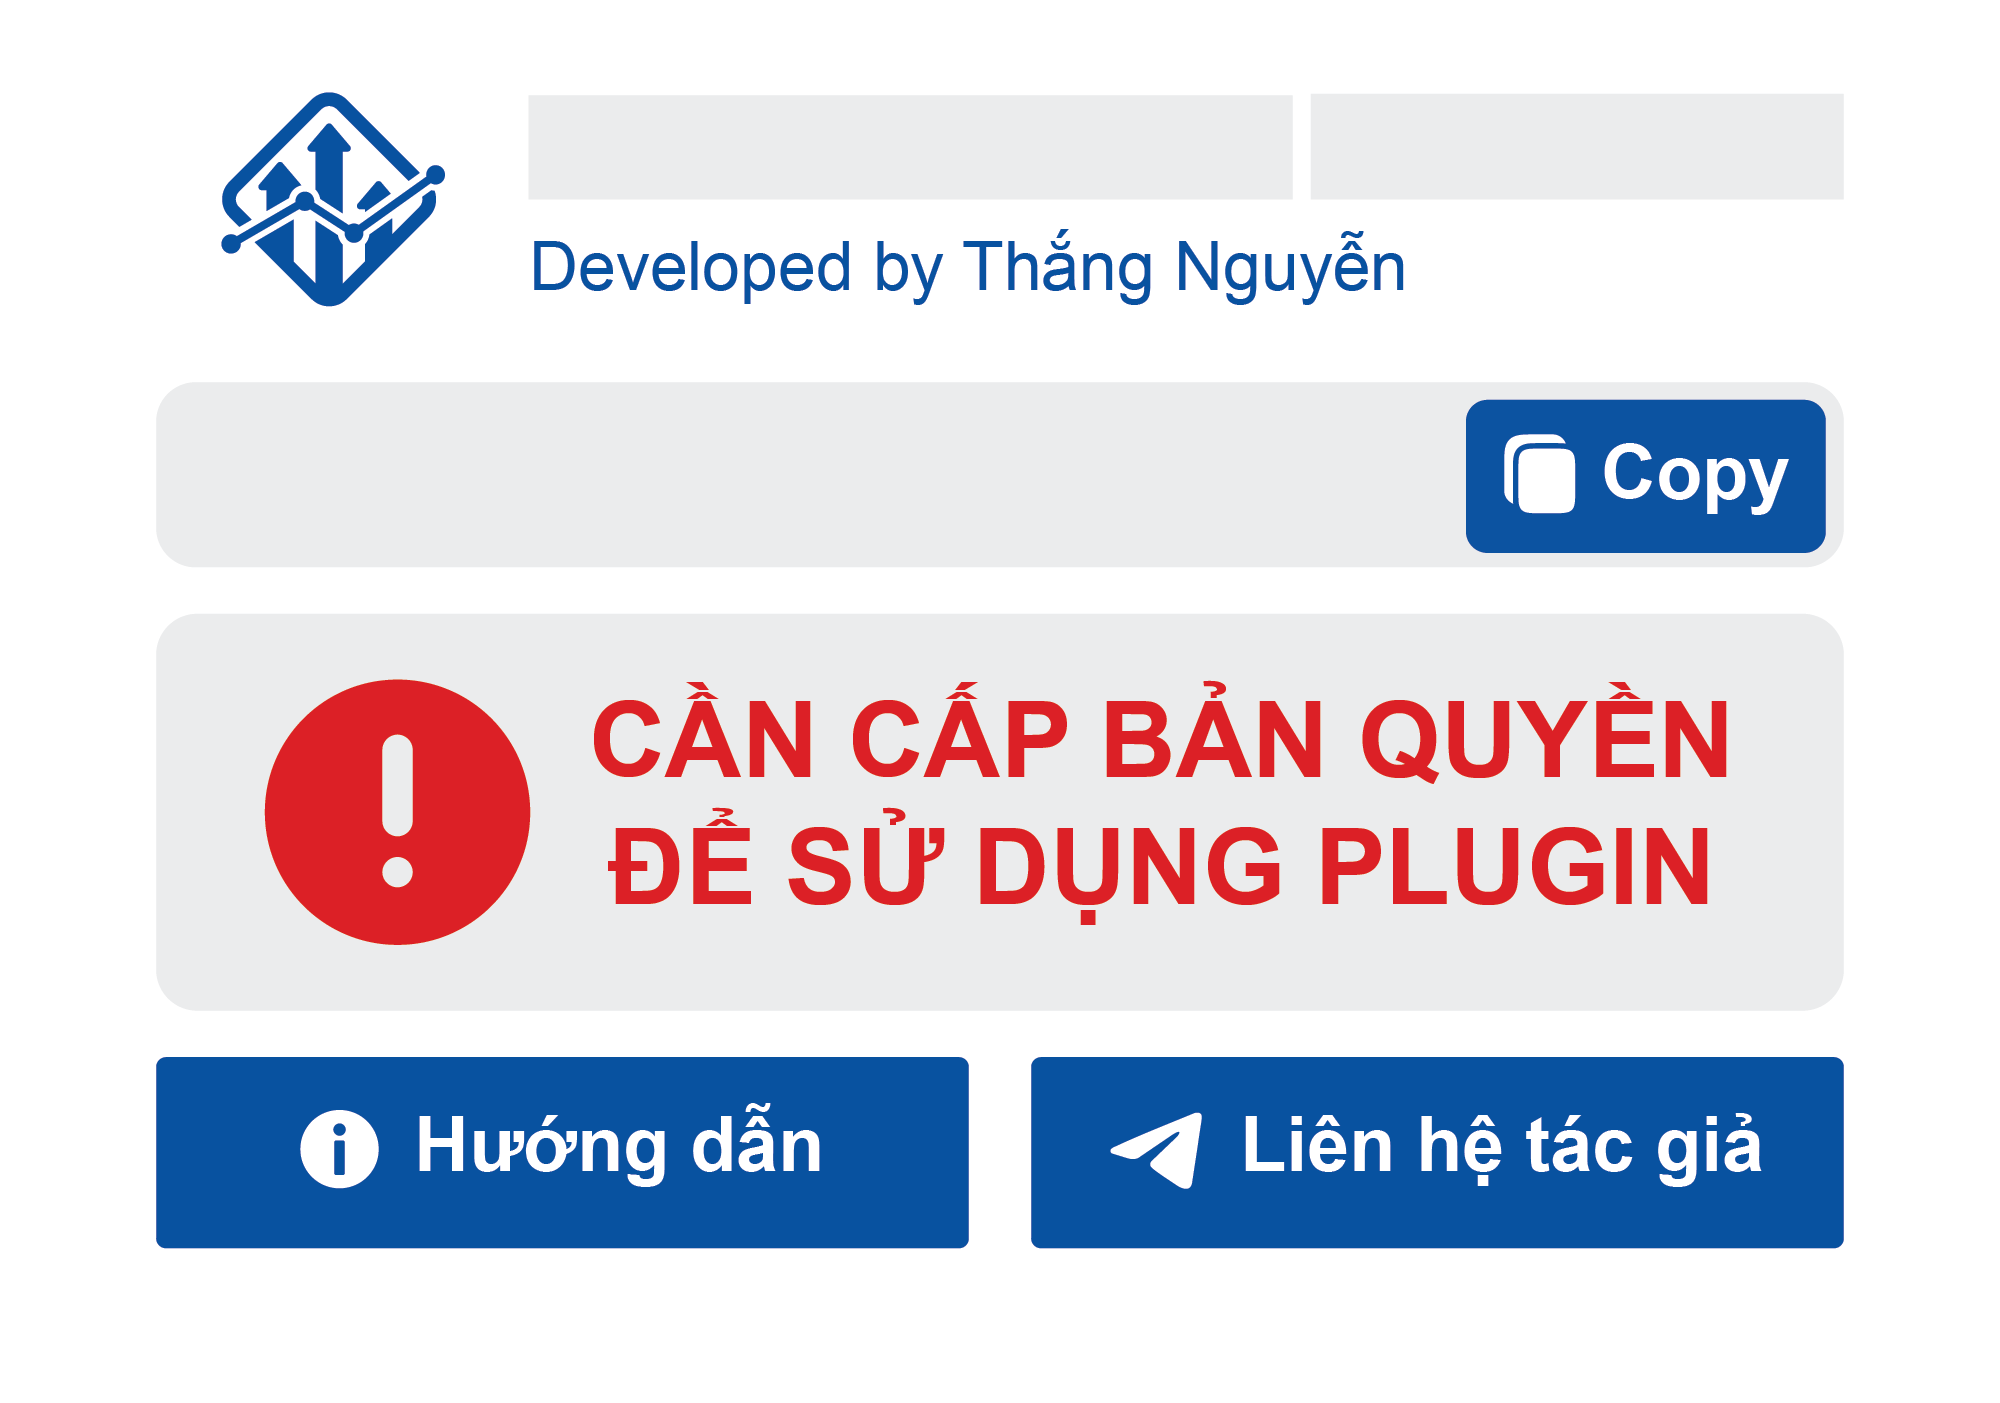 Developed by Thắng Nguyễn
Copy
CẦN CẤP BẢN QUYỀN
ĐỂ SỬ DỤNG PLUGIN
Hướng dẫn
Liên hệ tác giả